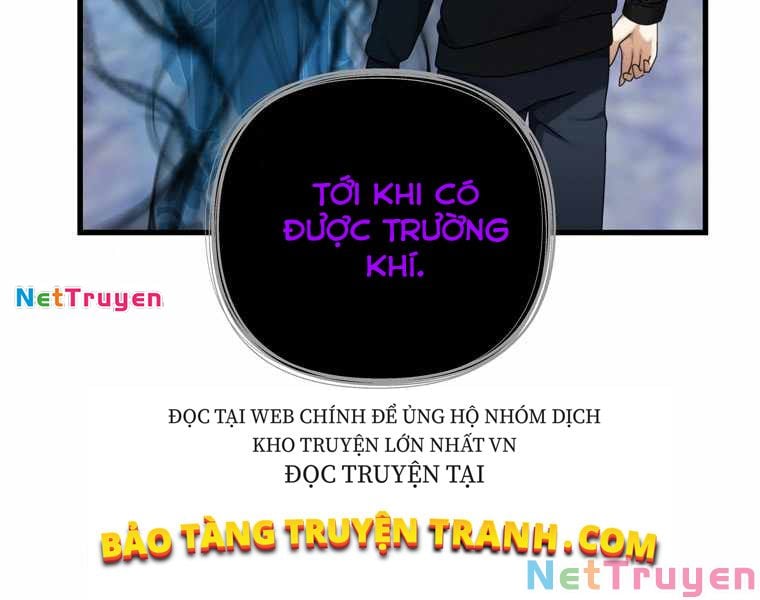 TỚI KHI CÓ
ĐƯỢC TRƯỜNG
KHÍ.
NetTruyen
ĐỌC TẠI WEB CHÍNH ĐỂ ỦNG HỘ NHÓM DỊCH
KHO TRUYỆN LỚN NHẤT VN
ĐỌC TRUYỆN TẠI
BẢO TÀNG TRUYỆN TRANH.COM
NetTruyen